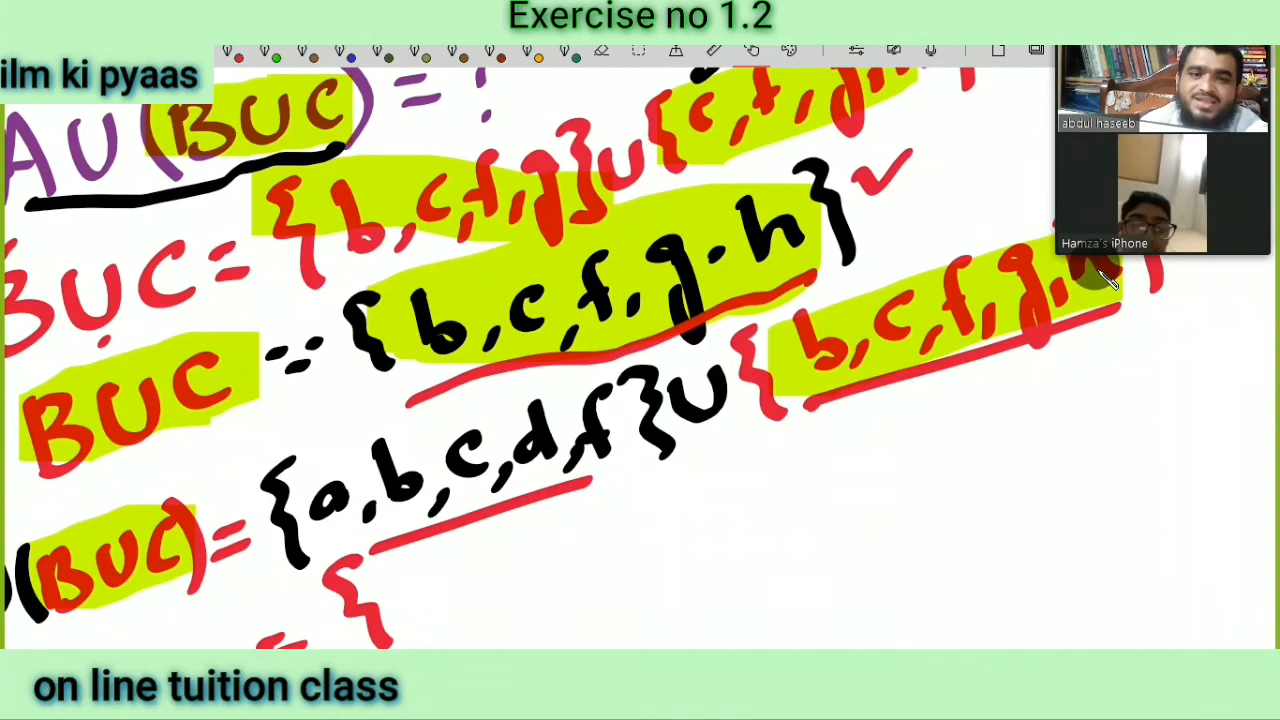 Exercise no 1.2
ilm ki pyaas
AU(BUC) = ?
BUC = {b, c, f, g} U {c, f, g,
BUC = {b, c, f, g. h} ✓
(BUC) = {a, b, c, d, f} U { b, c, f, g, h }
= {
abdul haseeb
Hamza's iPhone
on line tuition class